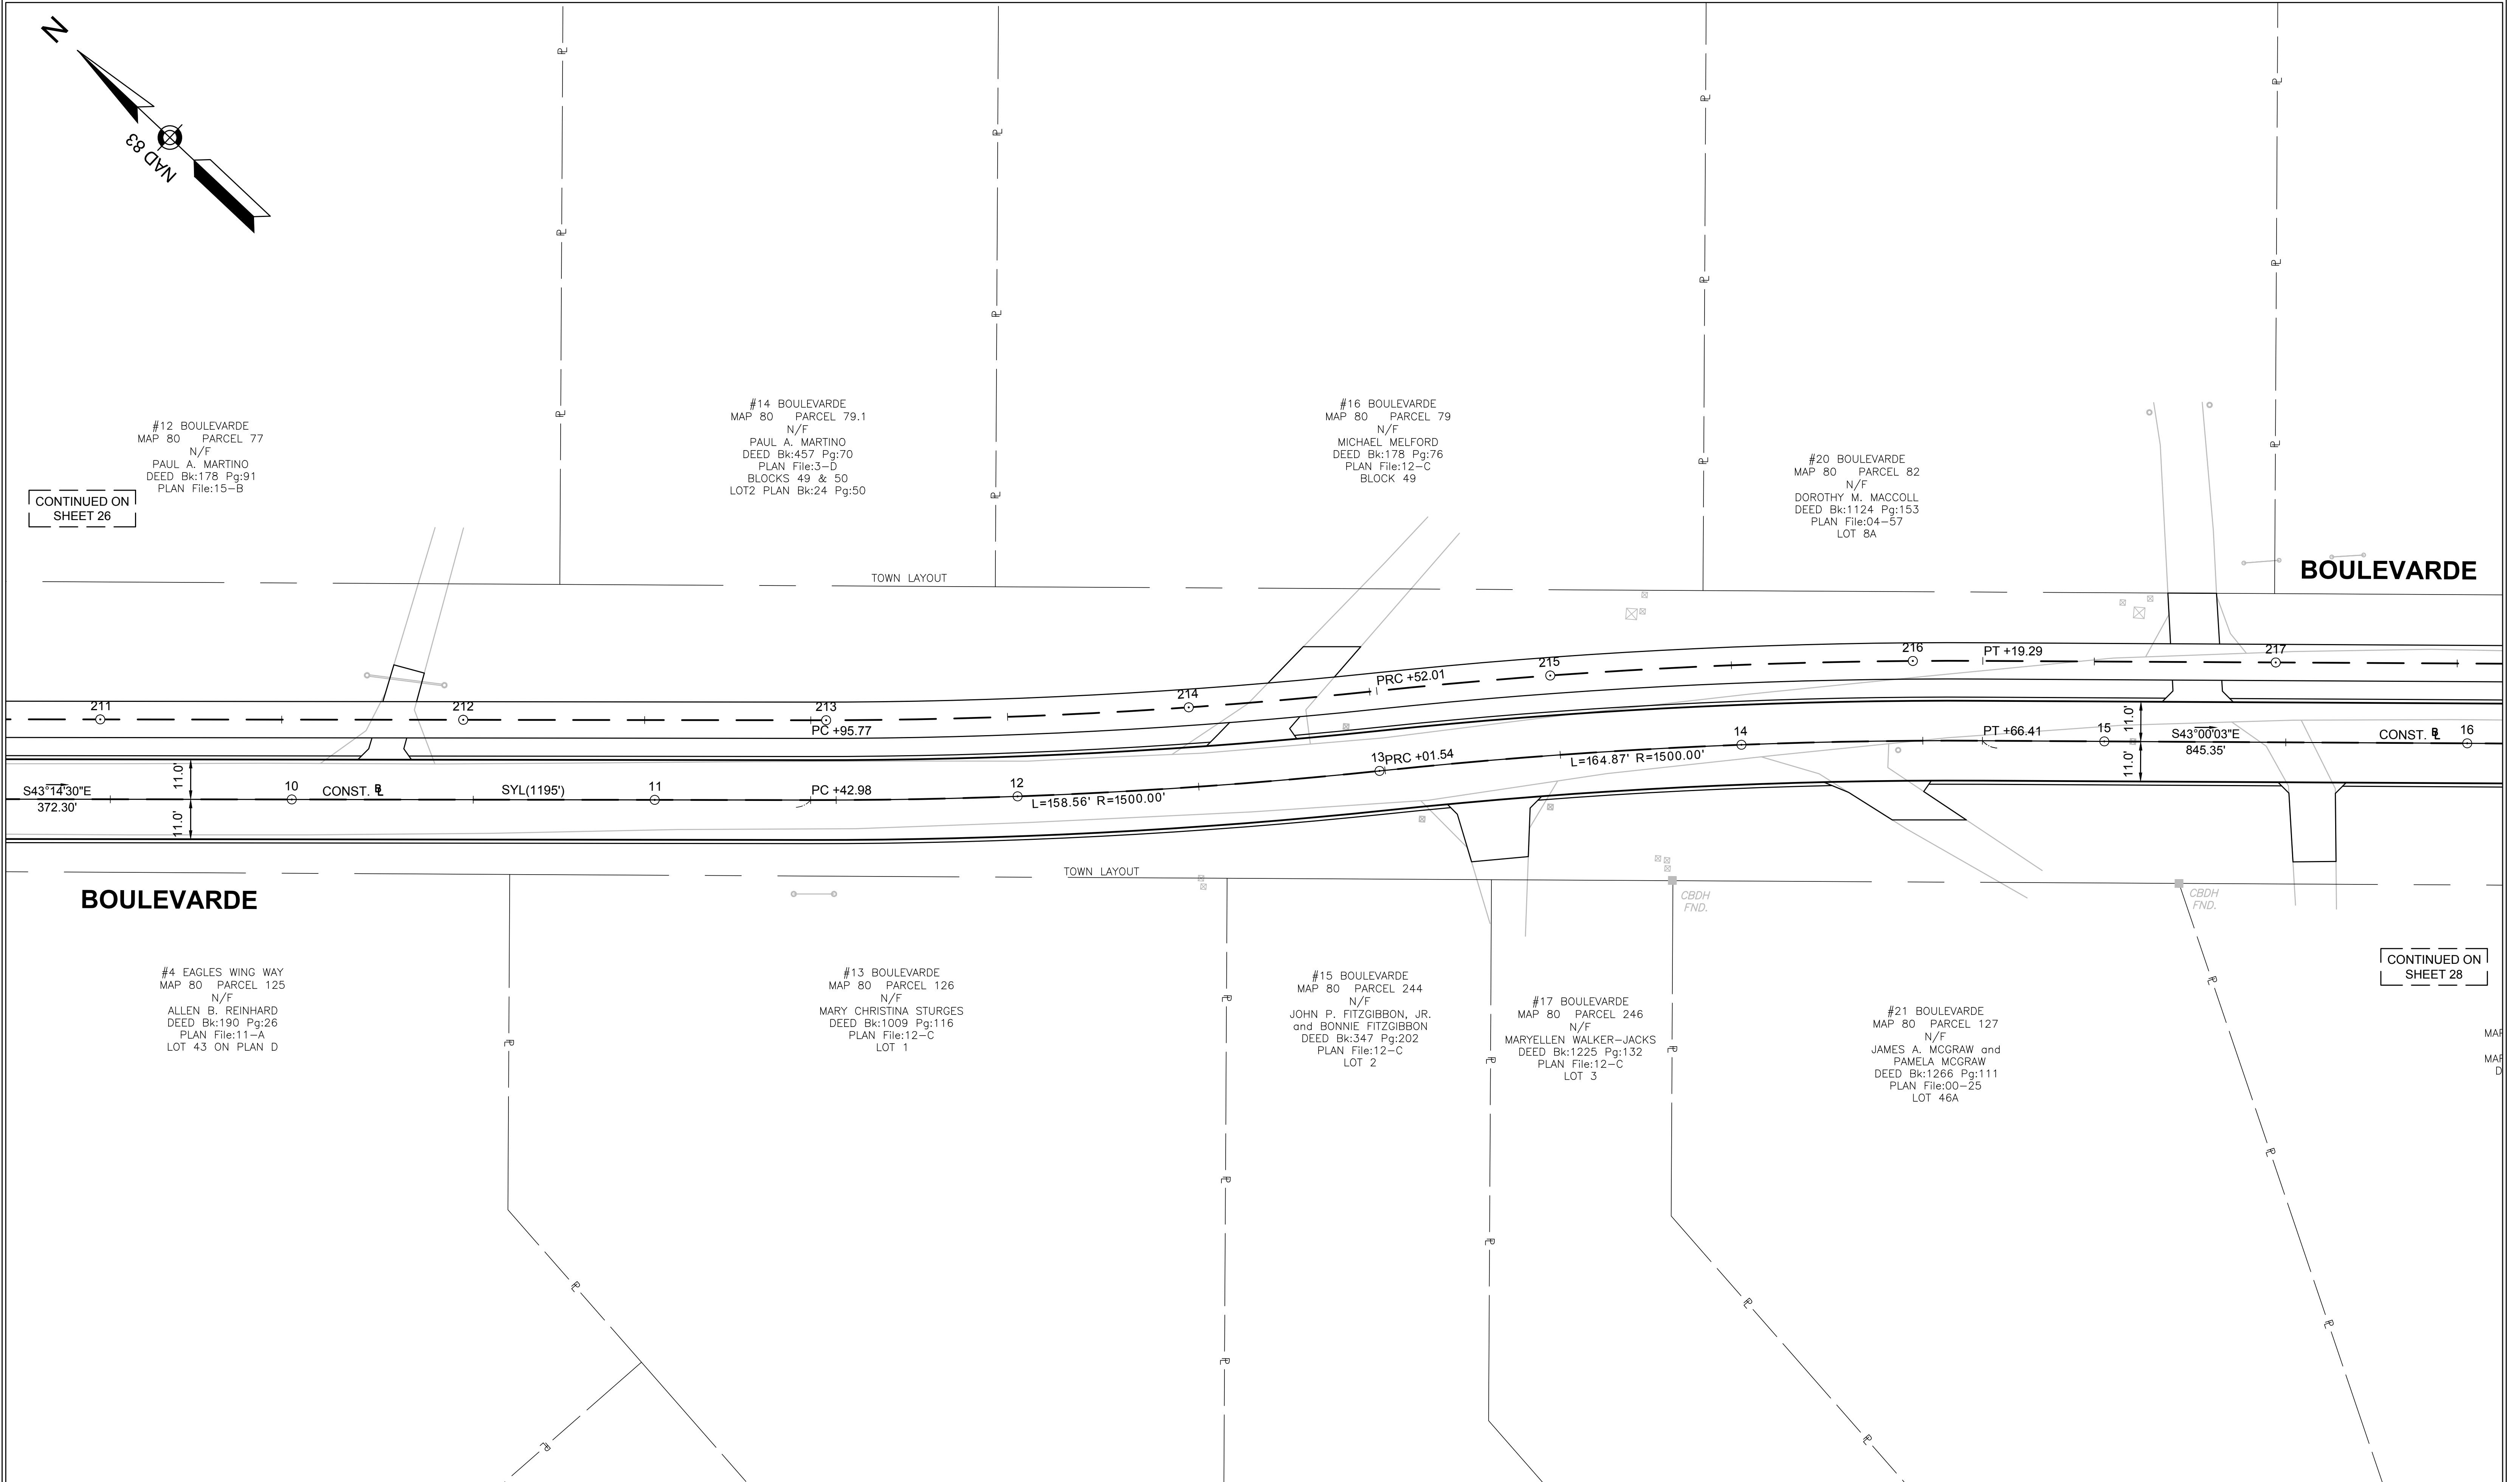 N
NAD 83
#12 BOULEVARDE
MAP 80 PARCEL 77
N/F
PAUL A. MARTINO
DEED Bk:178 Pg:91
PLAN File:15-B
CONTINUED ON
SHEET 26
#14 BOULEVARDE
MAP 80 PARCEL 79.1
N/F
PAUL A. MARTINO
DEED Bk:457 Pg:70
PLAN File:3-D
BLOCKS 49 & 50
LOT2 PLAN Bk:24 Pg:50
#16 BOULEVARDE
MAP 80 PARCEL 79
N/F
MICHAEL MELFORD
DEED Bk:178 Pg:76
PLAN File:12-C
BLOCK 49
#20 BOULEVARDE
MAP 80 PARCEL 82
N/F
DOROTHY M. MACCOLL
DEED Bk:1124 Pg:153
PLAN File:04-57
LOT 8A
TOWN LAYOUT
BOULEVARDE
211
212
213
PC +95.77
214
PRC +52.01
215
216
PT +19.29
217
S43°14'30"E
372.30'
11.0'
11.0'
10
CONST. BL
SYL(1195')
11
PC +42.98
12
L=158.56' R=1500.00'
13
PRC +01.54
L=164.87' R=1500.00'
14
PT +66.41
15
11.0'
11.0'
S43°00'03"E
845.35'
CONST. BL
16
TOWN LAYOUT
BOULEVARDE
CBDH
FND.
CBDH
FND.
CONTINUED ON
SHEET 28
#4 EAGLES WING WAY
MAP 80 PARCEL 125
N/F
ALLEN B. REINHARD
DEED Bk:190 Pg:26
PLAN File:11-A
LOT 43 ON PLAN D
#13 BOULEVARDE
MAP 80 PARCEL 126
N/F
MARY CHRISTINA STURGES
DEED Bk:1009 Pg:116
PLAN File:12-C
LOT 1
#15 BOULEVARDE
MAP 80 PARCEL 244
N/F
JOHN P. FITZGIBBON, JR.
and BONNIE FITZGIBBON
DEED Bk:347 Pg:202
PLAN File:12-C
LOT 2
#17 BOULEVARDE
MAP 80 PARCEL 246
N/F
MARYELLEN WALKER-JACKS
DEED Bk:1225 Pg:132
PLAN File:12-C
LOT 3
#21 BOULEVARDE
MAP 80 PARCEL 127
N/F
JAMES A. MCGRAW and
PAMELA MCGRAW
DEED Bk:1266 Pg:111
PLAN File:00-25
LOT 46A